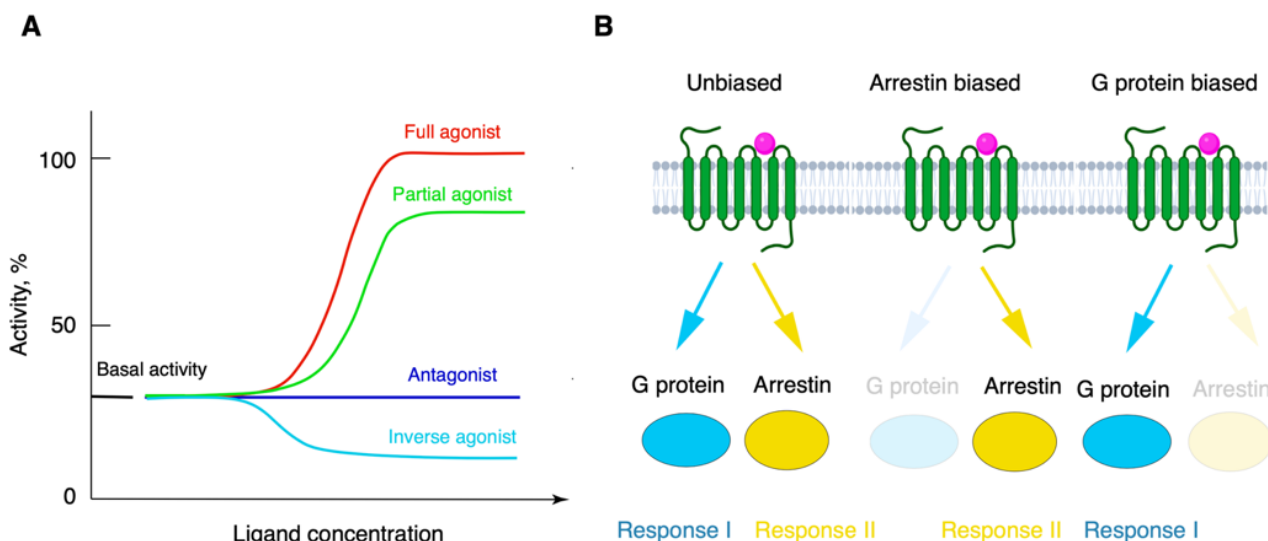 A
Activity, %
100
50
0
Basal activity
Full agonist
Partial agonist
Antagonist
Inverse agonist
Ligand concentration
B
Unbiased
Arrestin biased
G protein biased
G protein
Arrestin
G protein
Arrestin
G protein
Arrestin
Response I
Response II
Response II
Response I